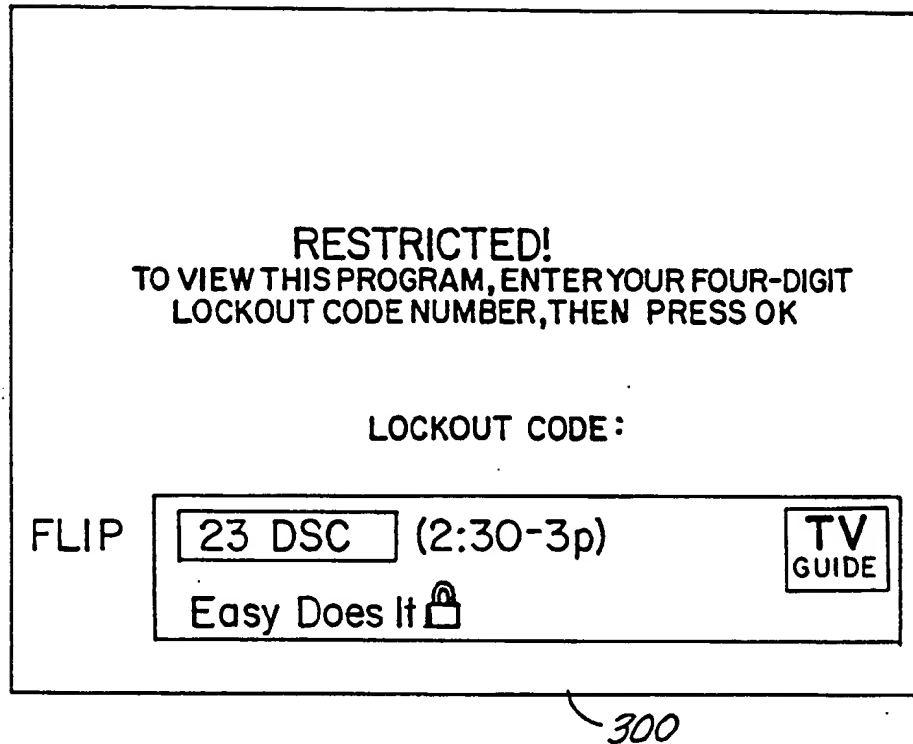 RESTRICTED!
TO VIEW THIS PROGRAM, ENTER YOUR FOUR-DIGIT
LOCKOUT CODE NUMBER, THEN PRESS OK
LOCKOUT CODE:
FLIP
23 DSC (2:30-3p)
TV
GUIDE
Easy Does It
300